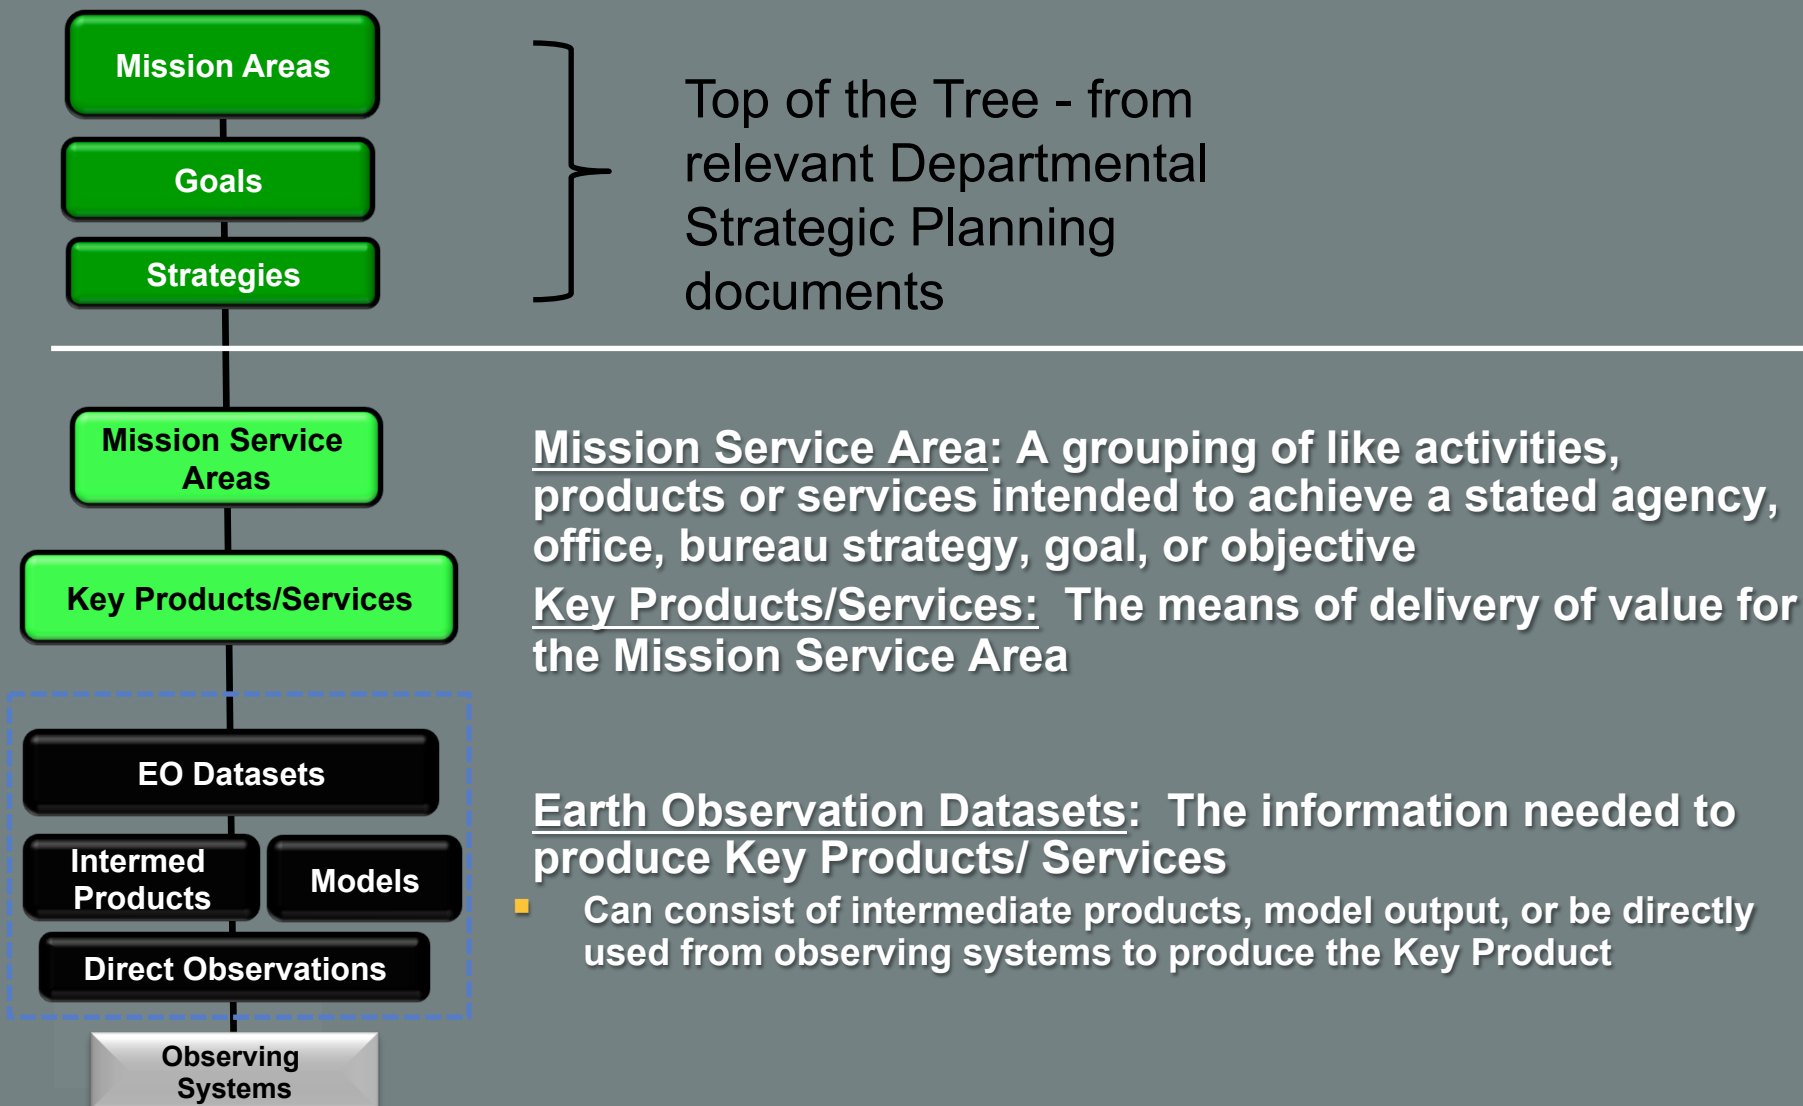 Mission Areas
Goals
Strategies
Top of the Tree - from
relevant Departmental
Strategic Planning
documents
Mission Service
Areas
Key Products/Services
Mission Service Area: A grouping of like activities,
products or services intended to achieve a stated agency,
office, bureau strategy, goal, or objective
Key Products/Services: The means of delivery of value for
the Mission Service Area
EO Datasets
Intermed
Products
Models
Direct Observations
Observing
Systems
Earth Observation Datasets: The information needed to
produce Key Products/ Services
▪ Can consist of intermediate products, model output, or be directly
used from observing systems to produce the Key Product